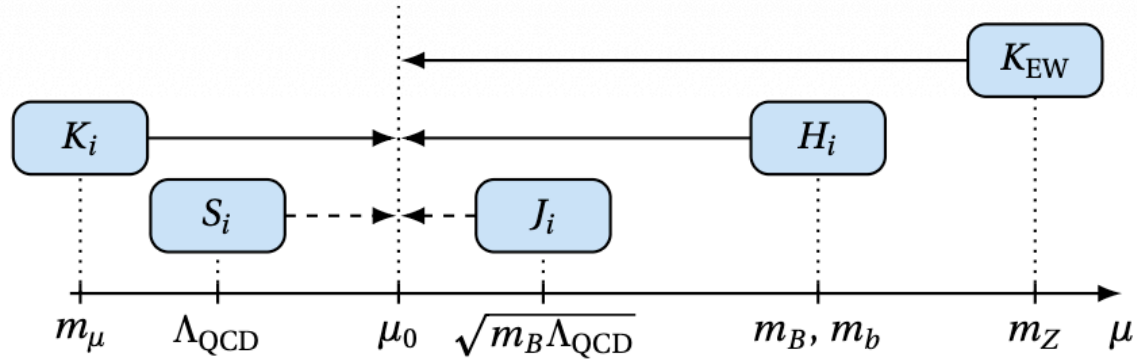 K_EW
K_i H_i
S_i J_i
m_μ Λ_QCD μ_0 √(m_B Λ_QCD) m_B, m_b m_Z μ